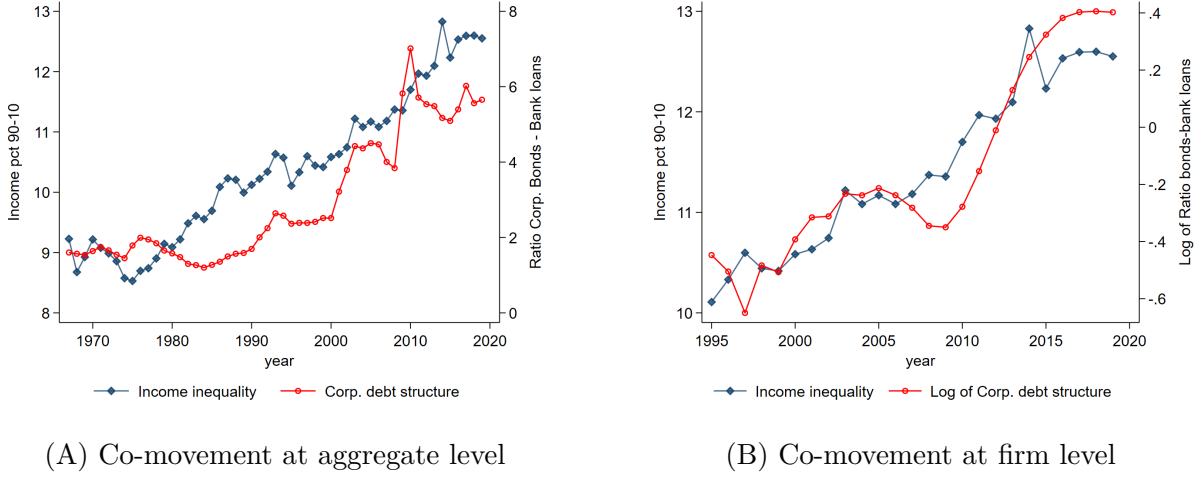 13
12
11
10
9
8
Income pct 90-10
8
6
4
2
0
Ratio Corp. Bonds - Bank loans
1970 1980 1990 2000 2010 2020
year
Income inequality Corp. debt structure
(A) Co-movement at aggregate level
13
12
11
10
Income pct 90-10
.4
.2
0
-.2
-.4
-.6
Log of Ratio bonds-bank loans
1995 2000 2005 2010 2015 2020
year
Income inequality Log of Corp. debt structure
(B) Co-movement at firm level